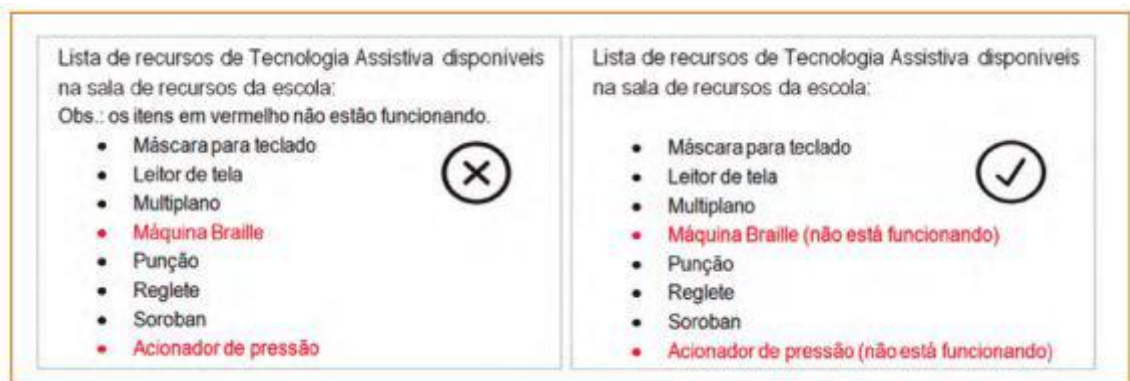 Lista de recursos de Tecnologia Assistiva disponíveis
na sala de recursos da escola:
Obs.: os itens em vermelho não estão funcionando.
• Máscara para teclado
• Leitor de tela
• Multiplano
• Máquina Braille
• Punção
• Reglete
• Soroban
• Acionador de pressão
Lista de recursos de Tecnologia Assistiva disponíveis
na sala de recursos da escola:
• Máscara para teclado
• Leitor de tela
• Multiplano
• Máquina Braille (não está funcionando)
• Punção
• Reglete
• Soroban
• Acionador de pressão (não está funcionando)